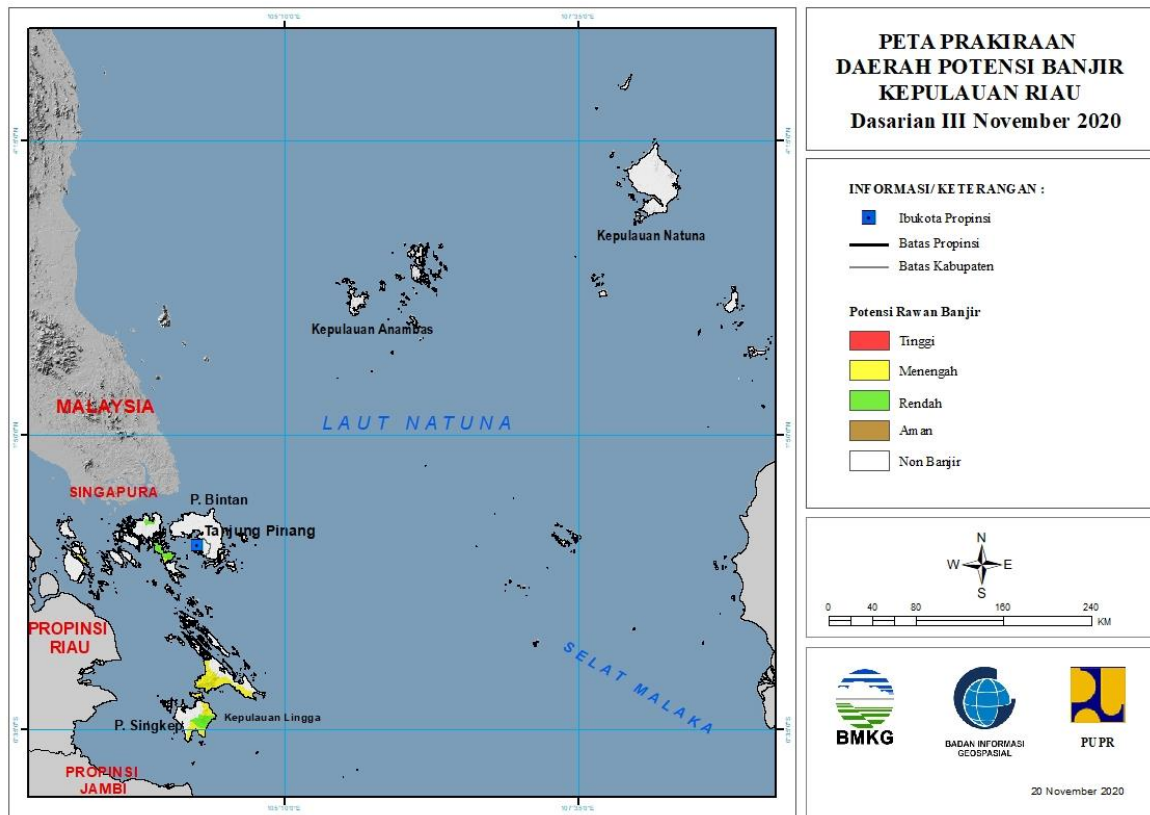 PETA PRAKIRAAN
DAERAH POTENSI BANJIR
KEPULAUAN RIAU
Dasarian III November 2020
INFORMASI/ KETERANGAN :
Ibukota Propinsi
Batas Propinsi
Batas Kabupaten
Potensi Rawan Banjir
Tinggi
Menengah
Rendah
Aman
Non Banjir
N
W E
S
0 40 80 160 240
KM
BMKG
BADAN INFORMASI
GEOSPASIAL
PUPR
20 November 2020
Kepulauan Natuna
Kepulauan Anambas
MALAYSIA
LAUT NATUNA
SINGAPURA
P. Bintan
Tanjung Pinang
PROPINSI
RIAU
SELAT MALAKA
Kepulauan Lingga
P. Singkep
PROPINSI
JAMBI